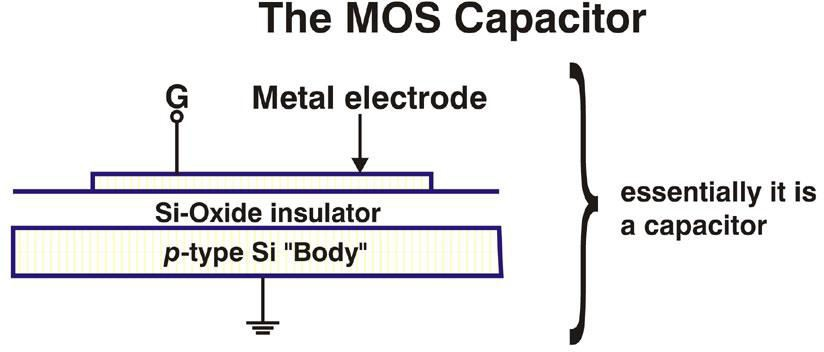 The MOS Capacitor
G
Metal electrode
Si-Oxide insulator
p-type Si "Body"
essentially it is
a capacitor